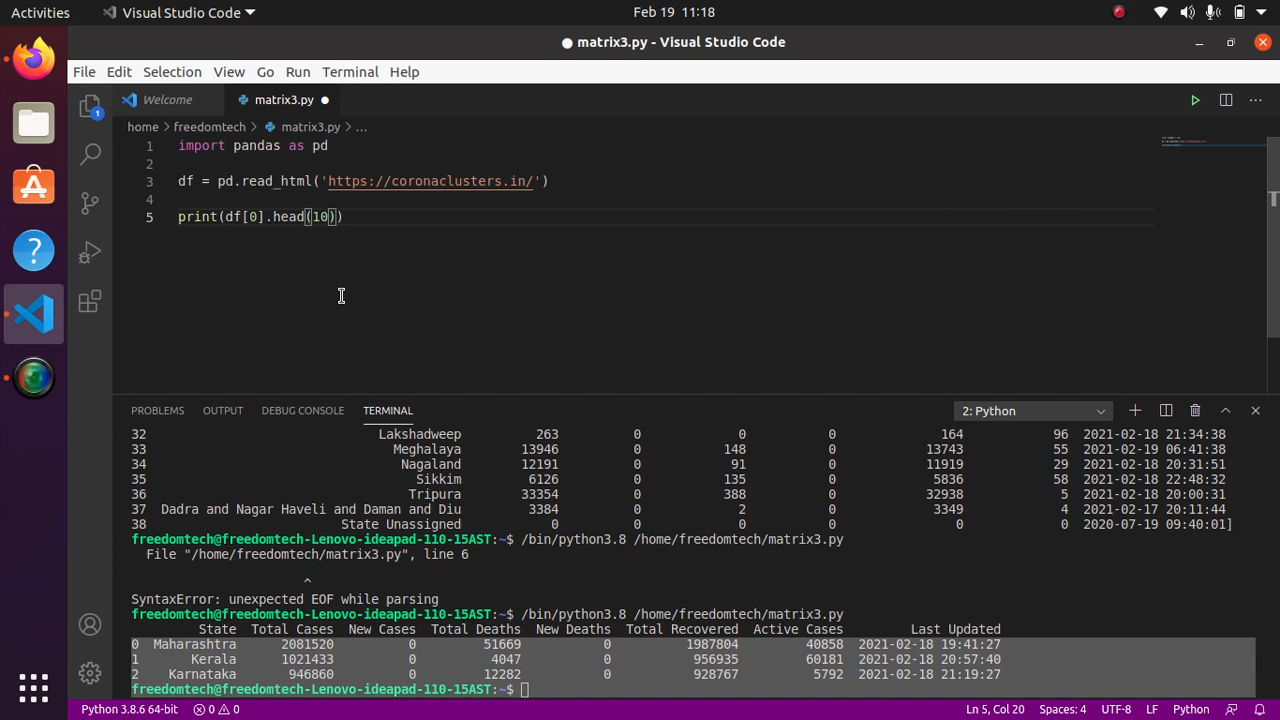 Activities Visual Studio Code Feb 19 11:18
matrix3.py - Visual Studio Code
File Edit Selection View Go Run Terminal Help
Welcome matrix3.py
home > freedomtech > matrix3.py > ...
1 import pandas as pd
2
3 df = pd.read_html('https://coronaclusters.in/')
4
5 print(df[0].head(10))
1
PROBLEMS OUTPUT DEBUG CONSOLE TERMINAL 2: Python
32 Lakshadweep 263 0 0 0 164 96 2021-02-18 21:34:38
33 Meghalaya 13946 0 148 0 13743 55 2021-02-19 06:41:38
34 Nagaland 12191 0 91 0 11919 29 2021-02-18 20:31:51
35 Sikkim 6126 0 135 0 5836 58 2021-02-18 22:48:32
36 Tripura 33354 0 388 0 32938 5 2021-02-18 20:00:31
37 Dadra and Nagar Haveli and Daman and Diu 3384 0 2 0 3349 4 2021-02-17 20:11:44
38 State Unassigned 0 0 0 0 0 0 2020-07-19 09:40:01]
freedomtech@freedomtech-Lenovo-ideapad-110-15AST:~$ /bin/python3.8 /home/freedomtech/matrix3.py
File "/home/freedomtech/matrix3.py", line 6
^
SyntaxError: unexpected EOF while parsing
freedomtech@freedomtech-Lenovo-ideapad-110-15AST:~$ /bin/python3.8 /home/freedomtech/matrix3.py
State Total Cases New Cases Total Deaths New Deaths Total Recovered Active Cases Last Updated
0 Maharashtra 2081520 0 51669 0 1987804 40858 2021-02-18 19:41:27
1 Kerala 1021433 0 4047 0 956935 60181 2021-02-18 20:57:40
2 Karnataka 946860 0 12282 0 928767 5792 2021-02-18 21:19:27
freedomtech@freedomtech-Lenovo-ideapad-110-15AST:~$
Python 3.8.6 64-bit 0 0 Ln 5, Col 20 Spaces: 4 UTF-8 LF Python